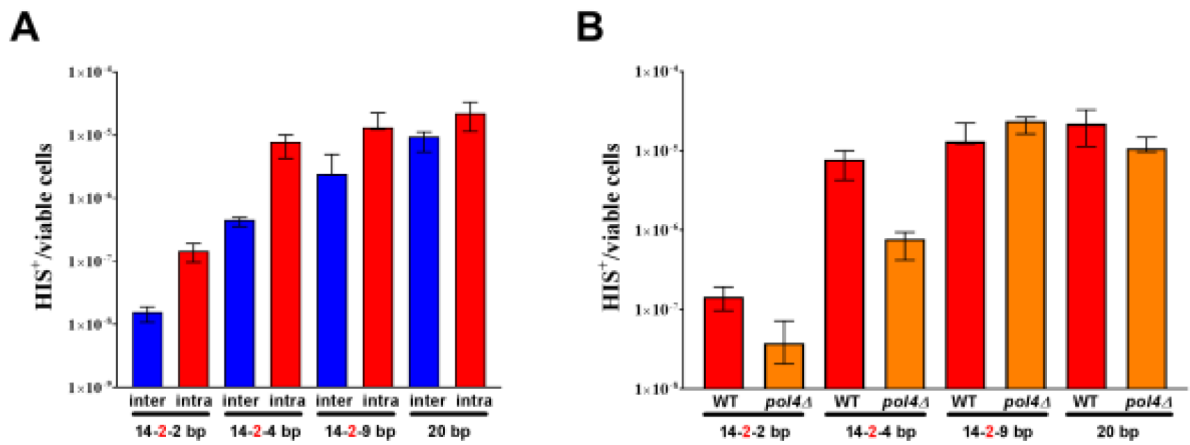 A
HIS⁺/viable cells
1×10⁻⁴
1×10⁻⁵
1×10⁻⁶
1×10⁻⁷
1×10⁻⁸
1×10⁻⁹
inter intra inter intra inter intra inter intra
14-2-2 bp 14-2-4 bp 14-2-9 bp 20 bp
B
HIS⁺/viable cells
1×10⁻⁴
1×10⁻⁵
1×10⁻⁶
1×10⁻⁷
1×10⁻⁸
WT pol4Δ WT pol4Δ WT pol4Δ WT pol4Δ
14-2-2 bp 14-2-4 bp 14-2-9 bp 20 bp